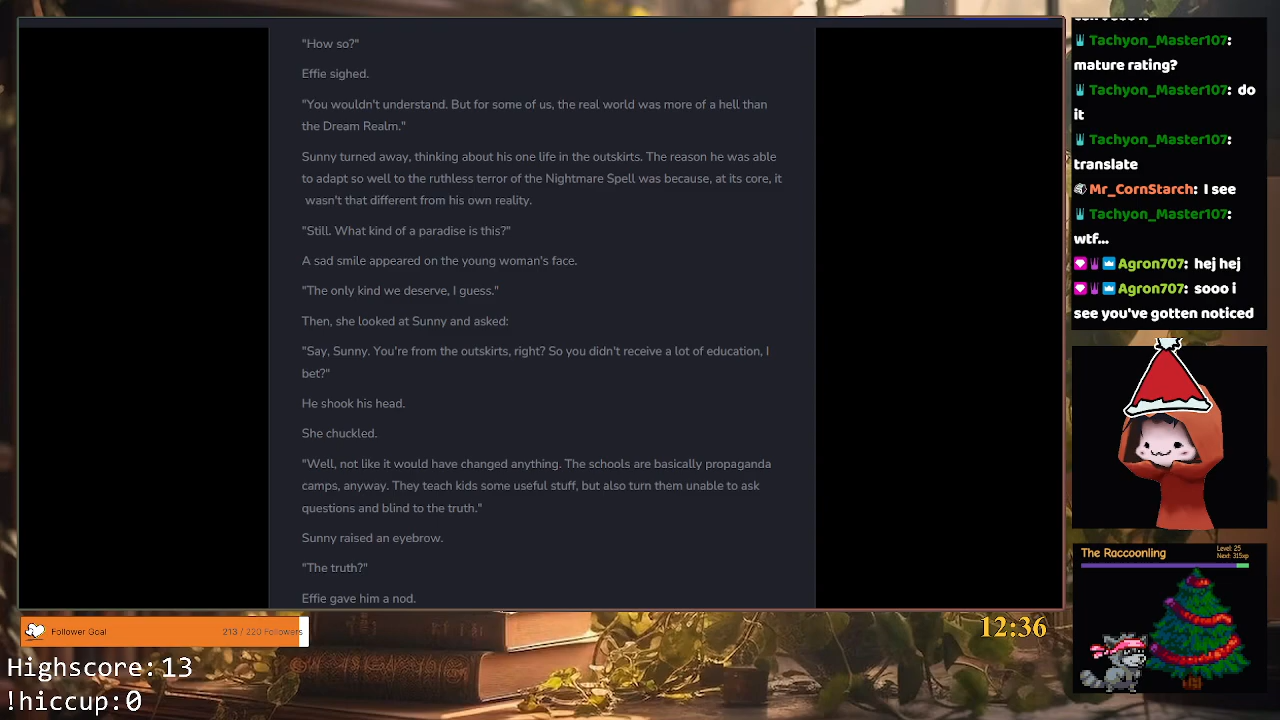 "How so?"
Effie sighed.
"You wouldn't understand. But for some of us, the real world was more of a hell than
the Dream Realm."
Sunny turned away, thinking about his one life in the outskirts. The reason he was able
to adapt so well to the ruthless terror of the Nightmare Spell was because, at its core, it
wasn't that different from his own reality.
"Still. What kind of a paradise is this?"
A sad smile appeared on the young woman's face.
"The only kind we deserve, I guess."
Then, she looked at Sunny and asked:
"Say, Sunny. You're from the outskirts, right? So you didn't receive a lot of education, I
bet?"
He shook his head.
She chuckled.
"Well, not like it would have changed anything. The schools are basically propaganda
camps, anyway. They teach kids some useful stuff, but also turn them unable to ask
questions and blind to the truth."
Sunny raised an eyebrow.
"The truth?"
Effie gave him a nod.
Tachyon_Master107:
mature rating?
Tachyon_Master107: do
it
Tachyon_Master107:
translate
Mr_CornStarch: I see
Tachyon_Master107:
wtf...
Agron707: hej hej
Agron707: sooo i
see you've gotten noticed
The Raccoonling
Level: 25
Next: 315xp
Follower Goal
213 / 220 Followers
12:36
Highscore:13
!hiccup:0